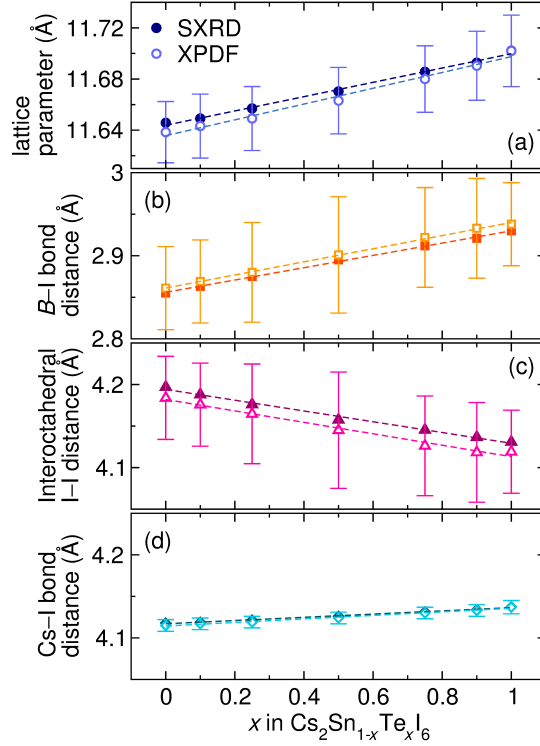 11.72
11.68
11.64
3
lattice
parameter (Å)
SXRD
XPDF
(a)
3
2.9
2.8
B–I bond
distance (Å)
(b)
4.2
4.1
Interoctahedral
I–I distance (Å)
(c)
4.2
4.1
Cs–I bond
distance (Å)
(d)
0 0.2 0.4 0.6 0.8 1
x in Cs₂Sn₁₋ₓTeₓI₆